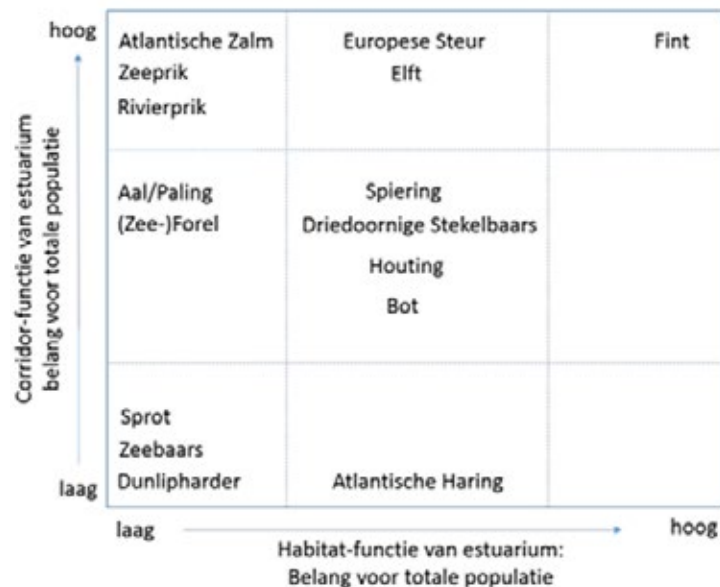 hoog
Atlantische Zalm
Europese Steur
Fint
Zeeprik
Elft
Rivierprik
Corridor-functie van estuarium
belang voor totale populatie
Aal/Paling
Spiering
(Zee-)Forel
Driedoornige Stekelbaars
Houting
Bot
Sprot
Zeebaars
laag
Dunlipharder
Atlantische Haring
laag
hoog
Habitat-functie van estuarium:
Belang voor totale populatie